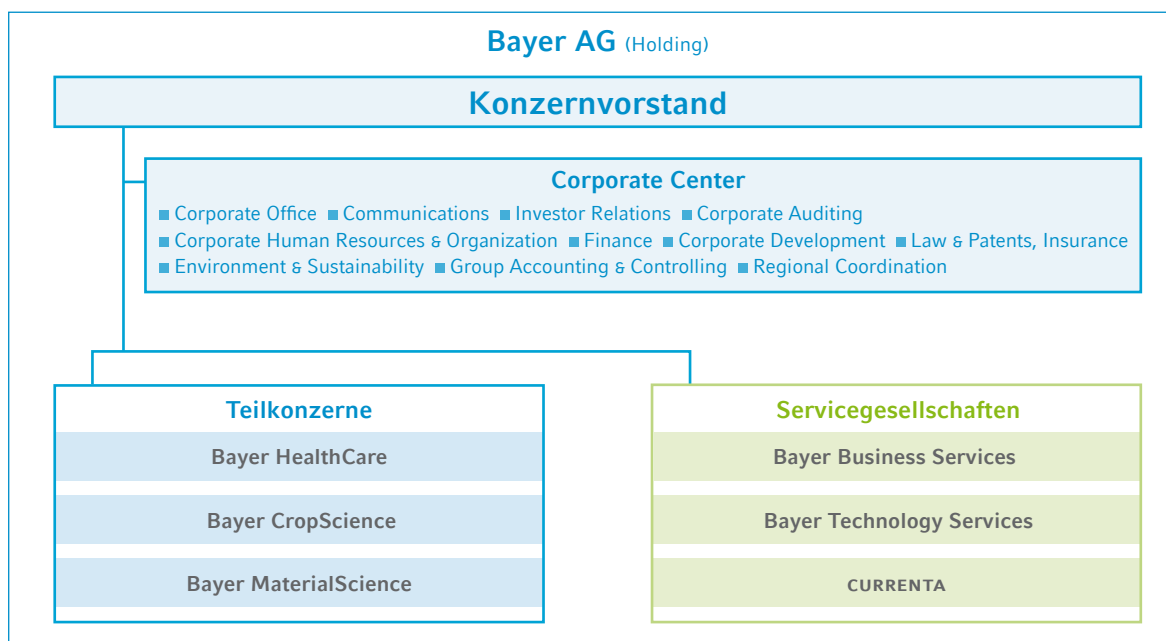 Bayer AG (Holding)
Konzernvorstand
Corporate Center
■ Corporate Office ■ Communications ■ Investor Relations ■ Corporate Auditing
■ Corporate Human Resources & Organization ■ Finance ■ Corporate Development ■ Law & Patents, Insurance
■ Environment & Sustainability ■ Group Accounting & Controlling ■ Regional Coordination
Teilkonzerne
Bayer HealthCare
Bayer CropScience
Bayer MaterialScience
Servicegesellschaften
Bayer Business Services
Bayer Technology Services
CURRENTA